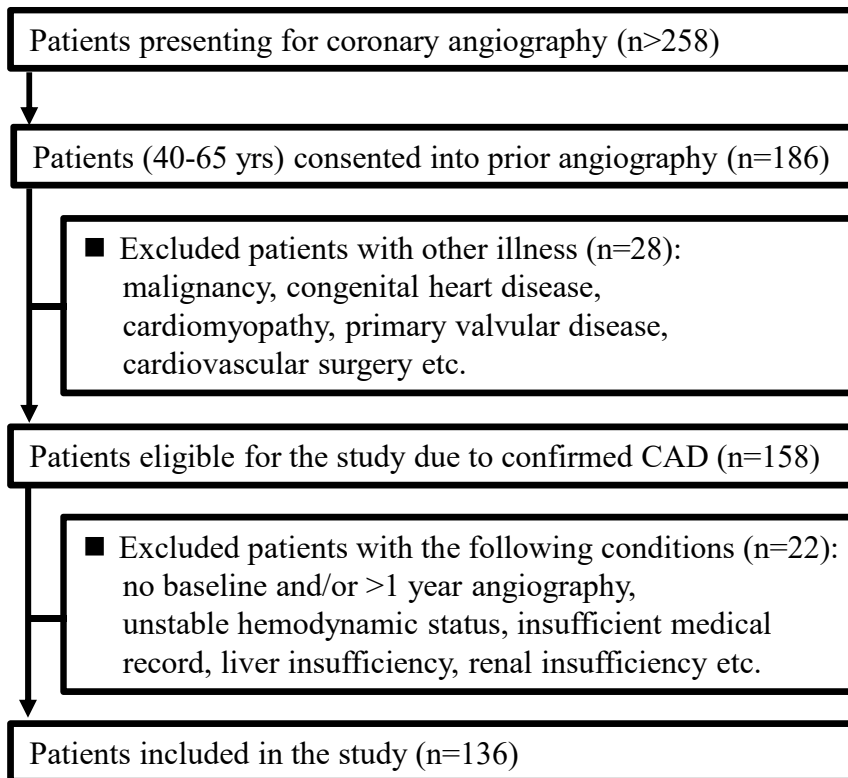 Patients presenting for coronary angiography (n>258)
Patients (40-65 yrs) consented into prior angiography (n=186)
■ Excluded patients with other illness (n=28):
malignancy, congenital heart disease,
cardiomyopathy, primary valvular disease,
cardiovascular surgery etc.
Patients eligible for the study due to confirmed CAD (n=158)
■ Excluded patients with the following conditions (n=22):
no baseline and/or >1 year angiography,
unstable hemodynamic status, insufficient medical
record, liver insufficiency, renal insufficiency etc.
Patients included in the study (n=136)